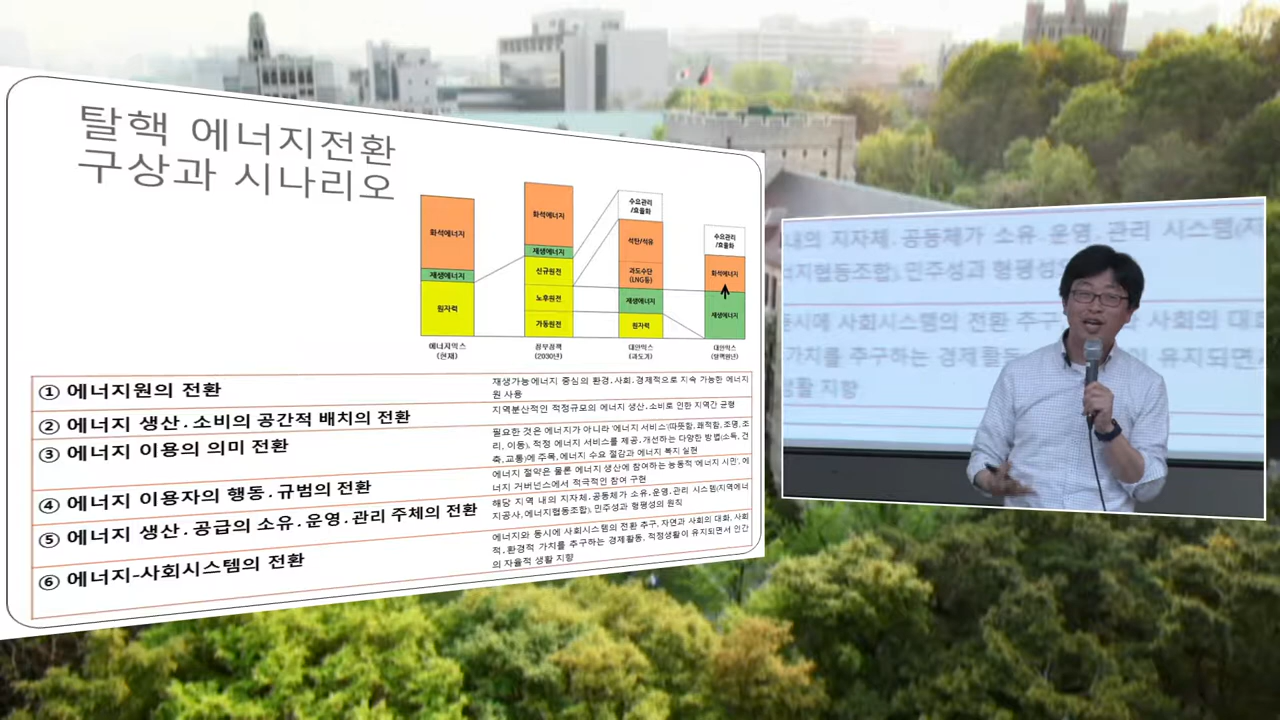 탈핵 에너지전환
구상과 시나리오
화석에너지
재생에너지
원자력
에너지믹스
(현재)
화석에너지
재생에너지
신규원전
노후원전
가동원전
정부정책
(2030년)
수요관리
/효율화
석탄/석유
과도수단
(LNG등)
재생에너지
원자력
대안믹스
(과도기)
수요관리
/효율화
화석에너지
재생에너지
대안믹스
(탈핵원년)
① 에너지원의 전환
재생가능에너지 중심의 환경·사회·경제적으로 지속 가능한 에너지
원 사용
② 에너지 생산·소비의 공간적 배치의 전환
지역분산적인 적정규모의 에너지 생산·소비로 인한 지역간 균형
③ 에너지 이용의 의미 전환
필요한 것은 에너지가 아니라 '에너지 서비스'(따뜻함, 쾌적함, 조명, 조
리, 이동), 적정 에너지 서비스를 제공·개선하는 다양한 방법(소득, 건
축, 교통)에 주목, 에너지 수요 절감과 에너지 복지 실현
④ 에너지 이용자의 행동·규범의 전환
에너지 절약은 물론 에너지 생산에 참여하는 능동적 '에너지 시민', 에
너지 거버넌스에서 적극적인 참여 구현
⑤ 에너지 생산·공급의 소유·운영·관리 주체의 전환
해당 지역 내의 지자체·공동체가 소유·운영·관리 시스템(지역에너
지공사, 에너지협동조합), 민주성과 형평성의 원칙
⑥ 에너지-사회시스템의 전환
에너지와 동시에 사회시스템의 전환 추구, 자연과 사회의 대화, 사회
적, 환경적 가치를 추구하는 경제활동, 적정생활이 유지되면서 인간
의 자율적 생활 지향
내의 지자체·공동체가 소유·운영·관리 시스템(지
너지협동조합), 민주성과 형평성의
동시에 사회시스템의 전환 추구 사회의 대화
가치를 추구하는 경제활동 이 유지되면서
생활 지향